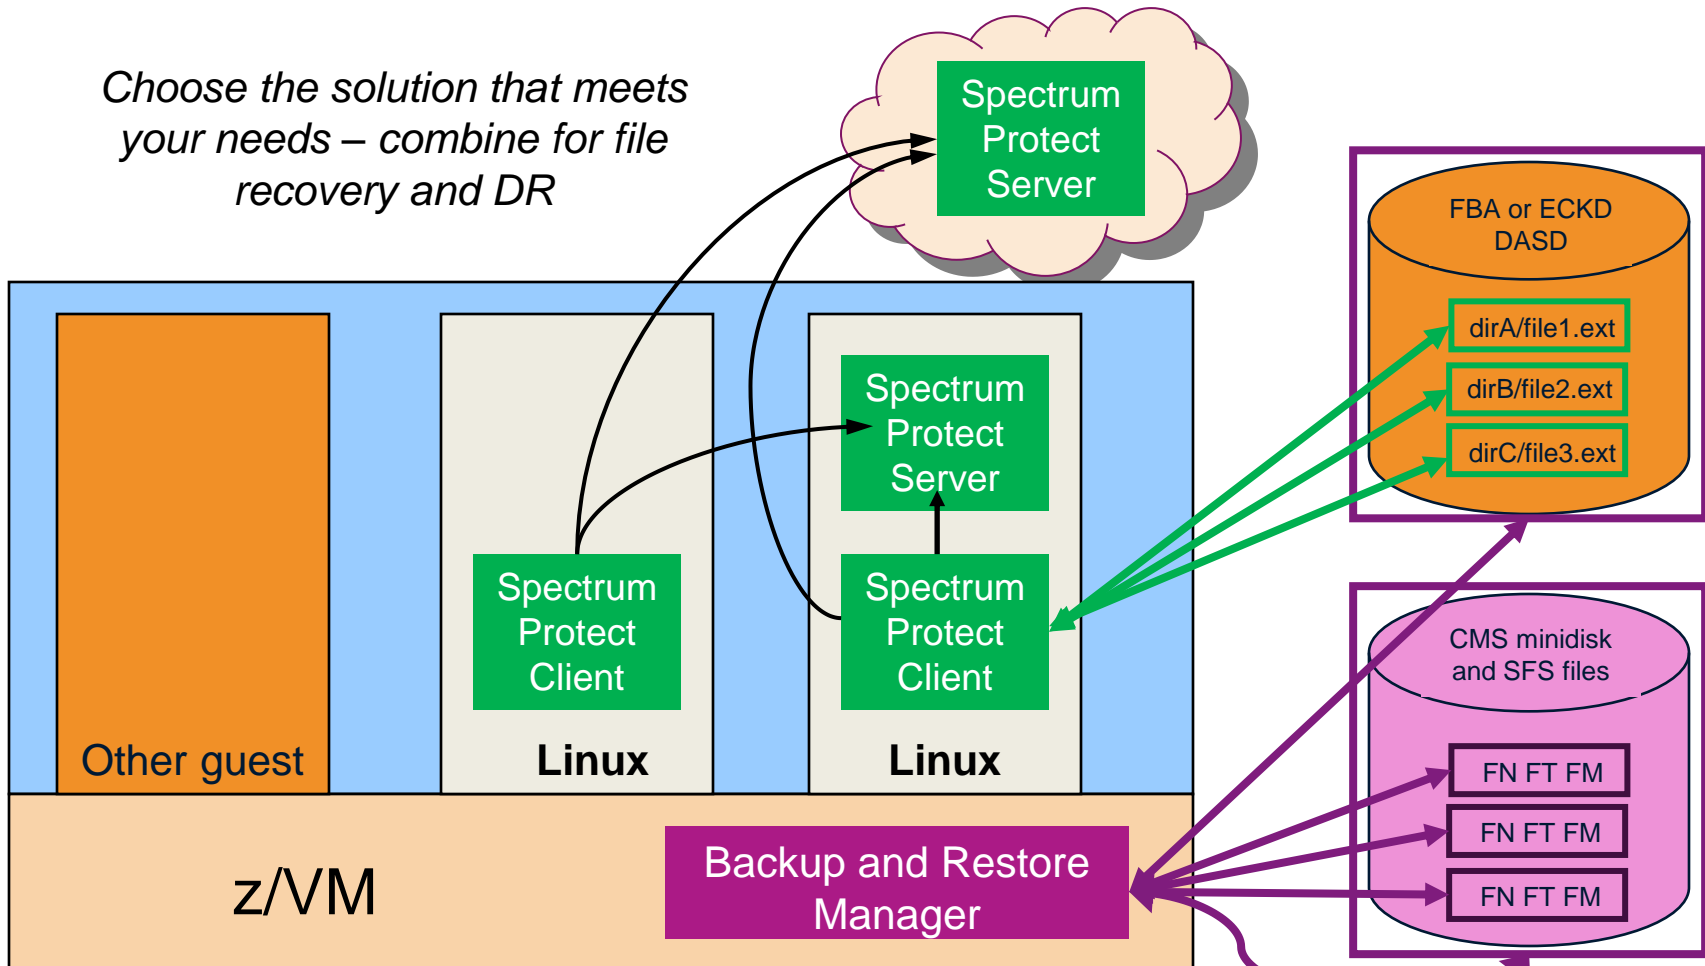 Choose the solution that meets
your needs – combine for file
recovery and DR
Spectrum
Protect
Server
FBA or ECKD
DASD
dirA/file1.ext
dirB/file2.ext
dirC/file3.ext
Spectrum
Protect
Server
Spectrum
Protect
Client
Spectrum
Protect
Client
Other guest
Linux
Linux
CMS minidisk
and SFS files
FN FT FM
FN FT FM
FN FT FM
z/VM
Backup and Restore
Manager